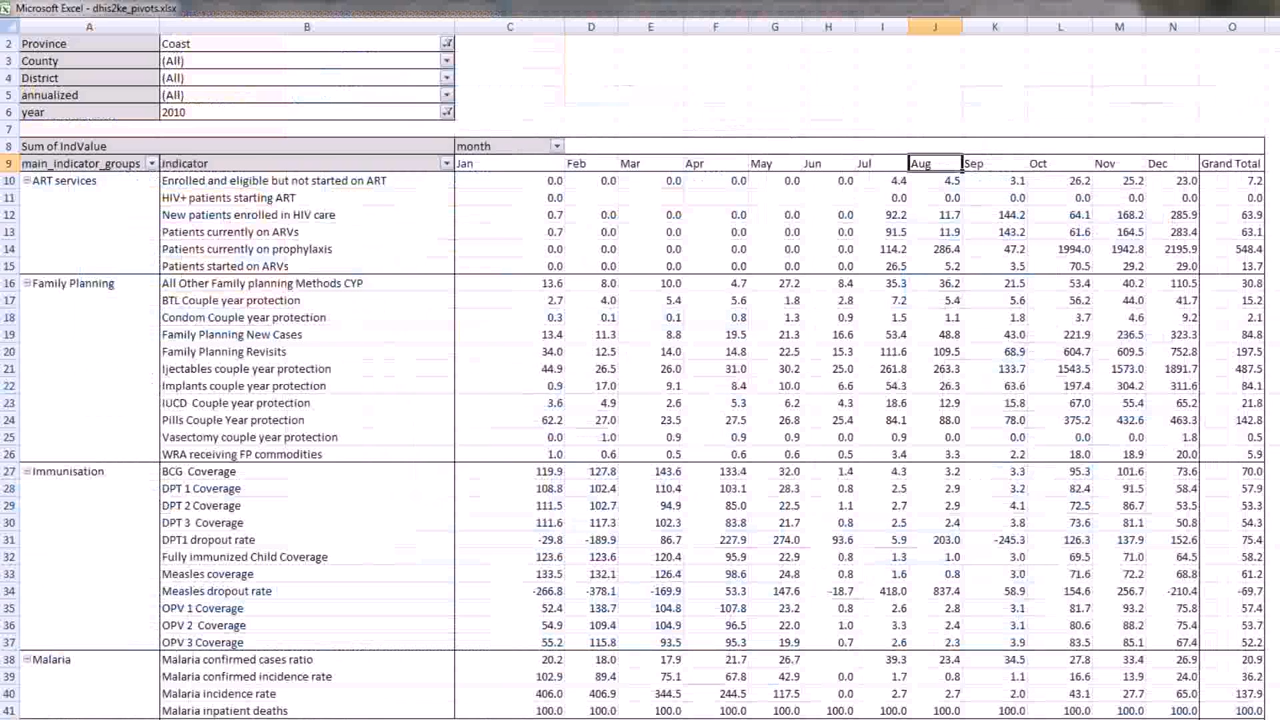 Microsoft Excel - dhis2ke_pivots.xlsx
A B C D E F G H I J K L M N O
2 Province Coast
3 County (All)
4 District (All)
5 annualized (All)
6 year 2010
7
8 Sum of IndValue month
9 main_indicator_groups Indicator Jan Feb Mar Apr May Jun Jul Aug Sep Oct Nov Dec Grand Total
10 ART services Enrolled and eligible but not started on ART 0.0 0.0 0.0 0.0 0.0 0.0 4.4 4.5 3.1 26.2 25.2 23.0 7.2
11 HIV+ patients starting ART 0.0 0.0 0.0 0.0 0.0 0.0 0.0
12 New patients enrolled in HIV care 0.7 0.0 0.0 0.0 0.0 0.0 92.2 11.7 144.2 64.1 168.2 285.9 63.9
13 Patients currently on ARVs 0.7 0.0 0.0 0.0 0.0 0.0 91.5 11.9 143.2 61.6 164.5 283.4 63.1
14 Patients currently on prophylaxis 0.0 0.0 0.0 0.0 0.0 0.0 114.2 286.4 47.2 1994.0 1942.8 2195.9 548.4
15 Patients started on ARVs 0.0 0.0 0.0 0.0 0.0 0.0 26.5 5.2 3.5 70.5 29.2 29.0 13.7
16 Family Planning All Other Family planning Methods CYP 13.6 8.0 10.0 4.7 27.2 8.4 35.3 36.2 21.5 53.4 40.2 110.5 30.8
17 BTL Couple year protection 2.7 4.0 5.4 5.6 1.8 2.8 7.2 5.4 5.6 56.2 44.0 41.7 15.2
18 Condom Couple year protection 0.3 0.1 0.1 0.8 1.3 0.9 1.5 1.1 1.8 3.7 4.6 9.2 2.1
19 Family Planning New Cases 13.4 11.3 8.8 19.5 21.3 16.6 53.4 48.8 43.0 221.9 236.5 323.3 84.8
20 Family Planning Revisits 34.0 12.5 14.0 14.8 22.5 15.3 111.6 109.5 68.9 604.7 609.5 752.8 197.5
21 Ijectables couple year protection 44.9 26.5 26.0 31.0 30.2 25.0 261.8 263.3 133.7 1543.5 1573.0 1891.7 487.5
22 Implants couple year protection 0.9 17.0 9.1 8.4 10.0 6.6 54.3 26.3 63.6 197.4 304.2 311.6 84.1
23 IUCD Couple year protection 3.6 4.9 2.6 5.3 6.2 4.3 18.6 12.9 15.8 67.0 55.4 65.2 21.8
24 Pills Couple Year protection 62.2 27.0 23.5 27.5 26.8 25.4 84.1 88.0 78.0 375.2 432.6 463.3 142.8
25 Vasectomy couple year protection 0.0 1.0 0.9 0.9 0.9 0.0 0.9 0.0 0.0 0.0 0.0 1.8 0.5
26 WRA receiving FP commodities 1.0 0.6 0.5 0.5 0.6 0.5 3.4 3.3 2.2 18.0 18.9 20.0 5.9
27 Immunisation BCG Coverage 119.9 127.8 143.6 133.4 32.0 1.4 4.3 3.2 3.3 95.3 101.6 73.6 70.0
28 DPT 1 Coverage 108.8 102.4 110.4 103.1 28.3 0.8 2.5 2.9 3.2 82.4 91.5 58.4 57.9
29 DPT 2 Coverage 111.5 102.7 94.9 85.0 22.5 1.1 2.7 2.9 4.1 72.5 86.7 53.5 53.3
30 DPT 3 Coverage 111.6 117.3 102.3 83.8 21.7 0.8 2.5 2.4 3.8 73.6 81.1 50.8 54.3
31 DPT1 dropout rate -29.8 -189.9 86.7 227.9 274.0 93.6 5.9 203.0 -245.3 126.3 137.9 152.6 75.4
32 Fully immunized Child Coverage 123.6 123.6 120.4 95.9 22.9 0.8 1.3 1.0 3.0 69.5 71.0 64.5 58.2
33 Measles coverage 133.5 132.1 126.4 98.6 24.8 0.8 1.6 0.8 3.0 71.6 72.2 68.8 61.2
34 Measles dropout rate -266.8 -378.1 -169.9 53.3 147.6 -18.7 418.0 837.4 58.9 154.6 256.7 -210.4 -69.7
35 OPV 1 Coverage 52.4 138.7 104.8 107.8 23.2 0.8 2.6 2.8 3.1 81.7 93.2 75.8 57.4
36 OPV 2 Coverage 54.9 109.4 104.9 96.5 22.0 1.0 3.3 2.4 3.1 80.6 88.2 75.4 53.7
37 OPV 3 Coverage 55.2 115.8 93.5 95.3 19.9 0.7 2.6 2.3 3.9 83.5 85.1 67.4 52.2
38 Malaria Malaria confirmed cases ratio 20.2 18.0 17.9 21.7 26.7 39.3 23.4 34.5 27.8 33.4 26.9 20.9
39 Malaria confirmed incidence rate 102.9 89.4 75.1 67.8 42.9 0.0 1.7 0.8 1.1 16.6 13.9 24.0 36.2
40 Malaria incidence rate 406.0 406.9 344.5 244.5 117.5 0.0 2.7 2.7 2.0 43.1 27.7 65.0 137.9
41 Malaria inpatient deaths 100.0 100.0 100.0 100.0 100.0 100.0 100.0 100.0 100.0 100.0 100.0 100.0 100.0